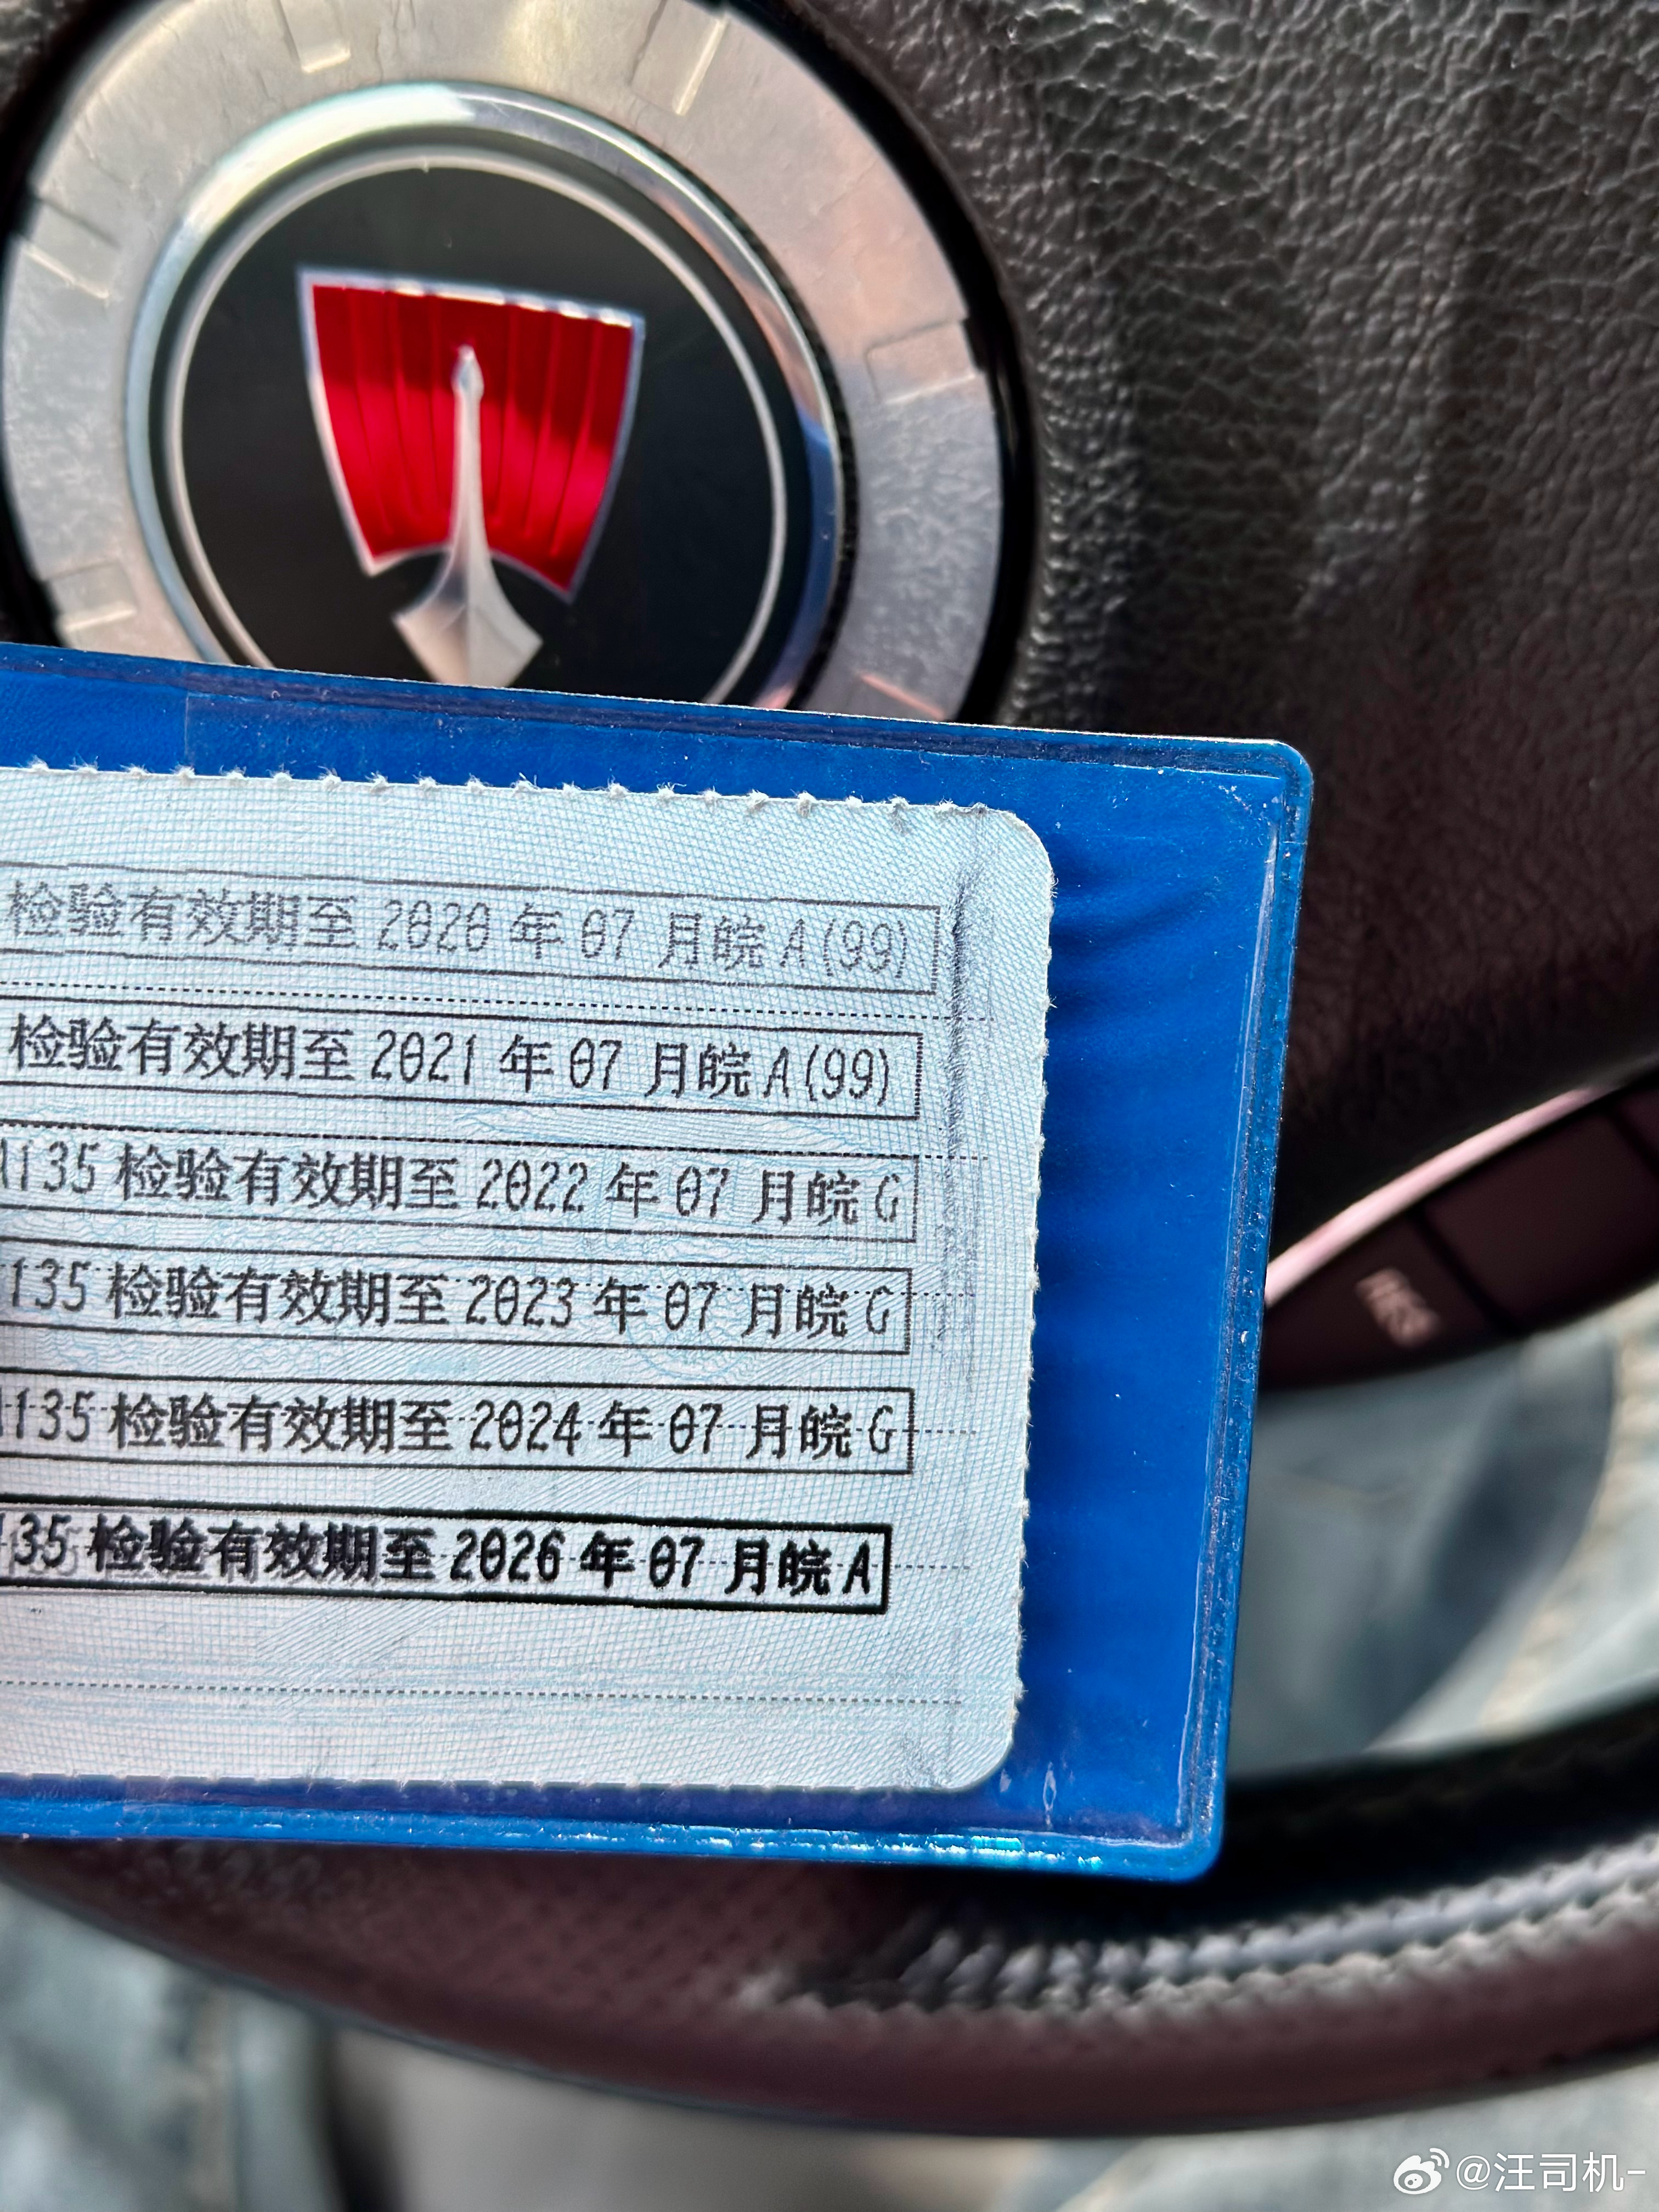 检验有效期至 2020 年 07 月皖 A(99)
检验有效期至 2021 年 07 月皖 A(99)
A135 检验有效期至 2022 年 07 月皖 G
135 检验有效期至 2023 年 07 月皖 G
A135 检验有效期至 2024 年 07 月皖 G
135 检验有效期至 2026 年 07 月皖 A
RES
@汪司机-